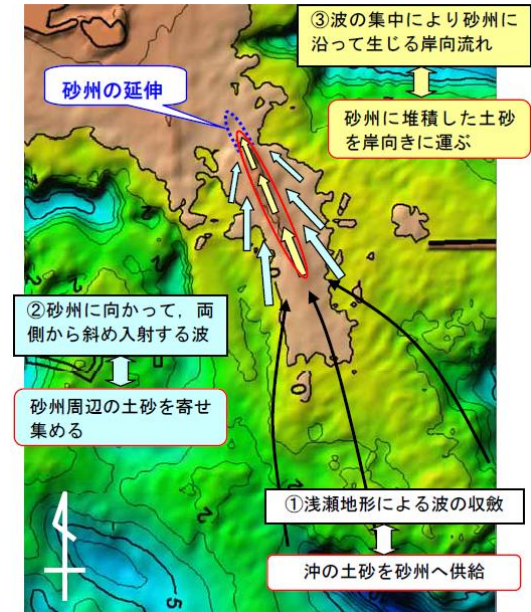 ③波の集中により砂州に
沿って生じる岸向流れ
砂州の延伸
砂州に堆積した土砂
を岸向きに運ぶ
②砂州に向かって，両
側から斜め入射する波
砂州周辺の土砂を寄せ
集める
①浅瀬地形による波の収斂
沖の土砂を砂州へ供給
2
5